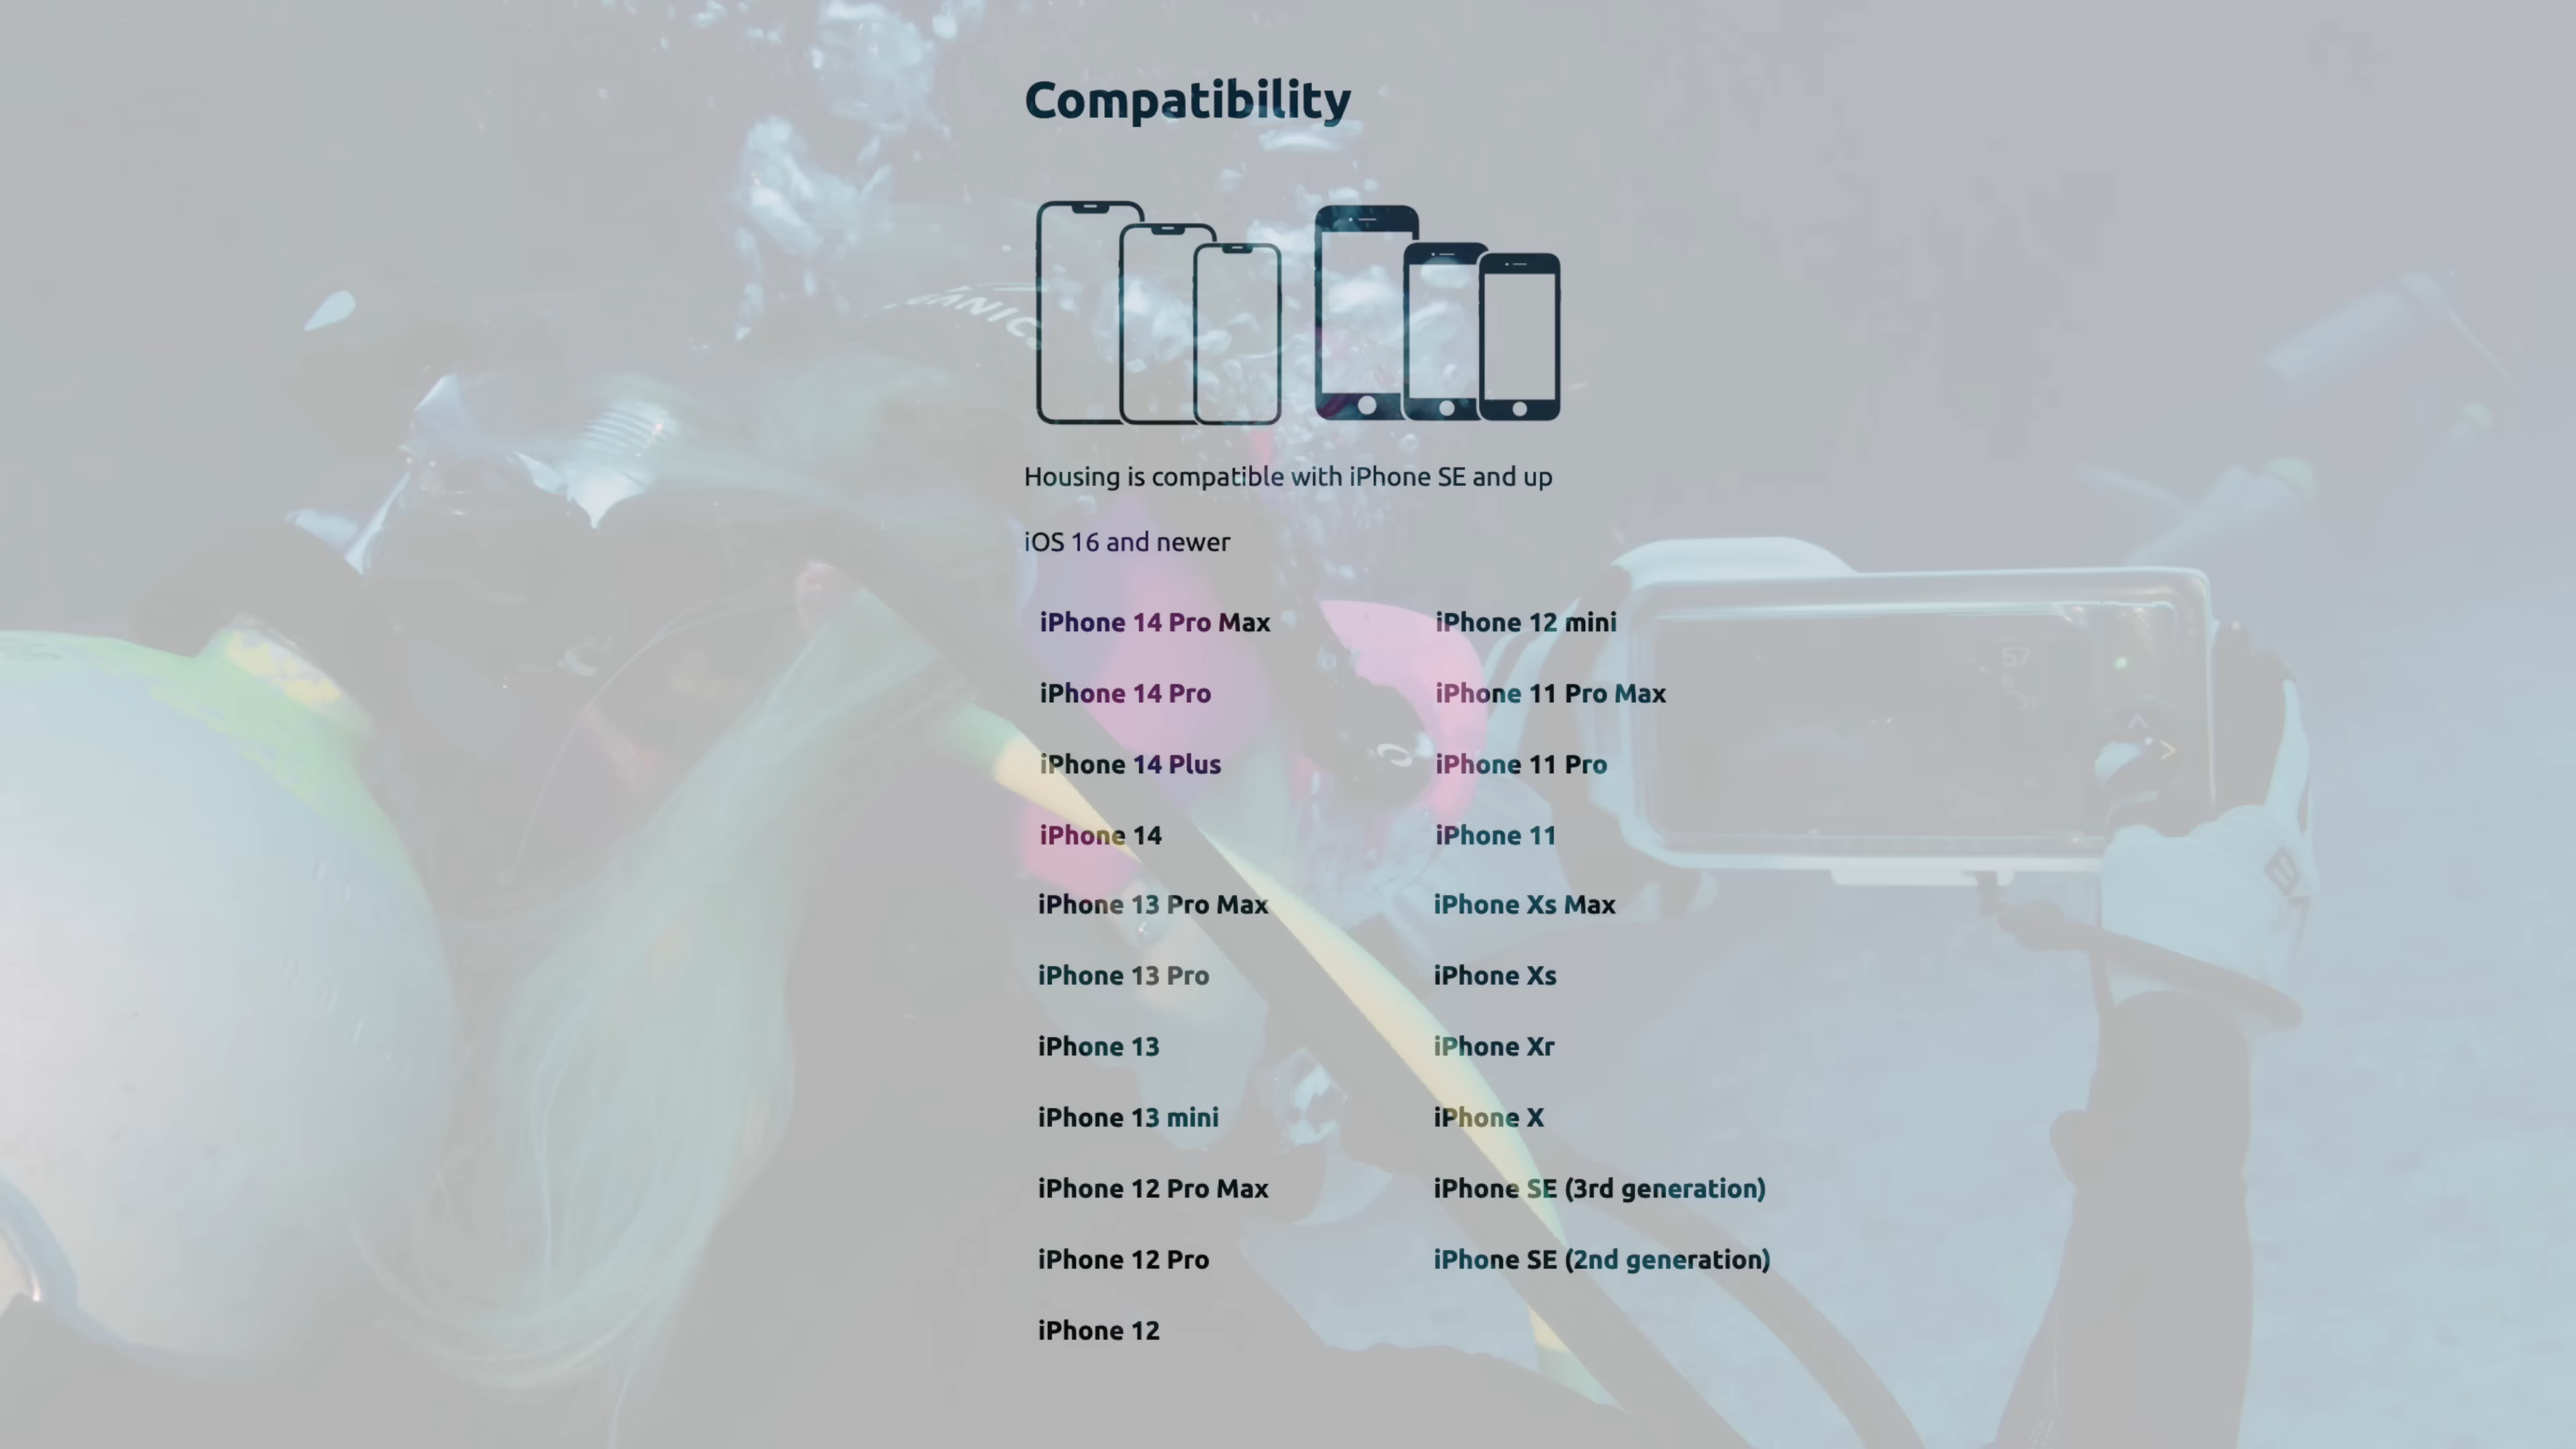 Compatibility
Housing is compatible with iPhone SE and up
iOS 16 and newer
iPhone 14 Pro Max
iPhone 14 Pro
iPhone 14 Plus
iPhone 14
iPhone 13 Pro Max
iPhone 13 Pro
iPhone 13
iPhone 13 mini
iPhone 12 Pro Max
iPhone 12 Pro
iPhone 12
iPhone 12 mini
iPhone 11 Pro Max
iPhone 11 Pro
iPhone 11
iPhone Xs Max
iPhone Xs
iPhone Xr
iPhone X
iPhone SE (3rd generation)
iPhone SE (2nd generation)
57